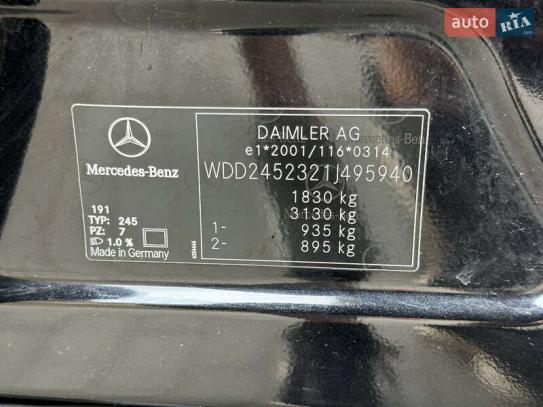 auto RIA
DAIMLER AG
e1*2001/116*0314
Mercedes-Benz
WDD2452321J495940
1830 kg
3130 kg
1- 935 kg
2- 895 kg
191
TYP: 245
PZ: 7
1.0 %
Made in Germany